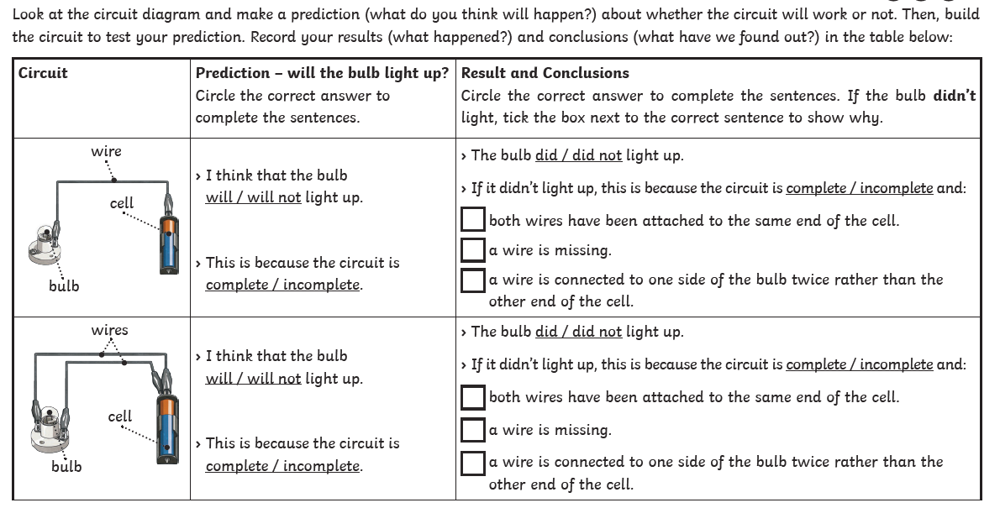 Look at the circuit diagram and make a prediction (what do you think will happen?) about whether the circuit will work or not. Then, build
the circuit to test your prediction. Record your results (what happened?) and conclusions (what have we found out?) in the table below:
Circuit
Prediction – will the bulb light up?
Circle the correct answer to
complete the sentences.
Result and Conclusions
Circle the correct answer to complete the sentences. If the bulb didn't
light, tick the box next to the correct sentence to show why.
wire
cell
bulb
› I think that the bulb
will / will not light up.
› This is because the circuit is
complete / incomplete.
› The bulb did / did not light up.
› If it didn't light up, this is because the circuit is complete / incomplete and:
both wires have been attached to the same end of the cell.
a wire is missing.
a wire is connected to one side of the bulb twice rather than the
other end of the cell.
wires
cell
bulb
› I think that the bulb
will / will not light up.
› This is because the circuit is
complete / incomplete.
› The bulb did / did not light up.
› If it didn't light up, this is because the circuit is complete / incomplete and:
both wires have been attached to the same end of the cell.
a wire is missing.
a wire is connected to one side of the bulb twice rather than the
other end of the cell.